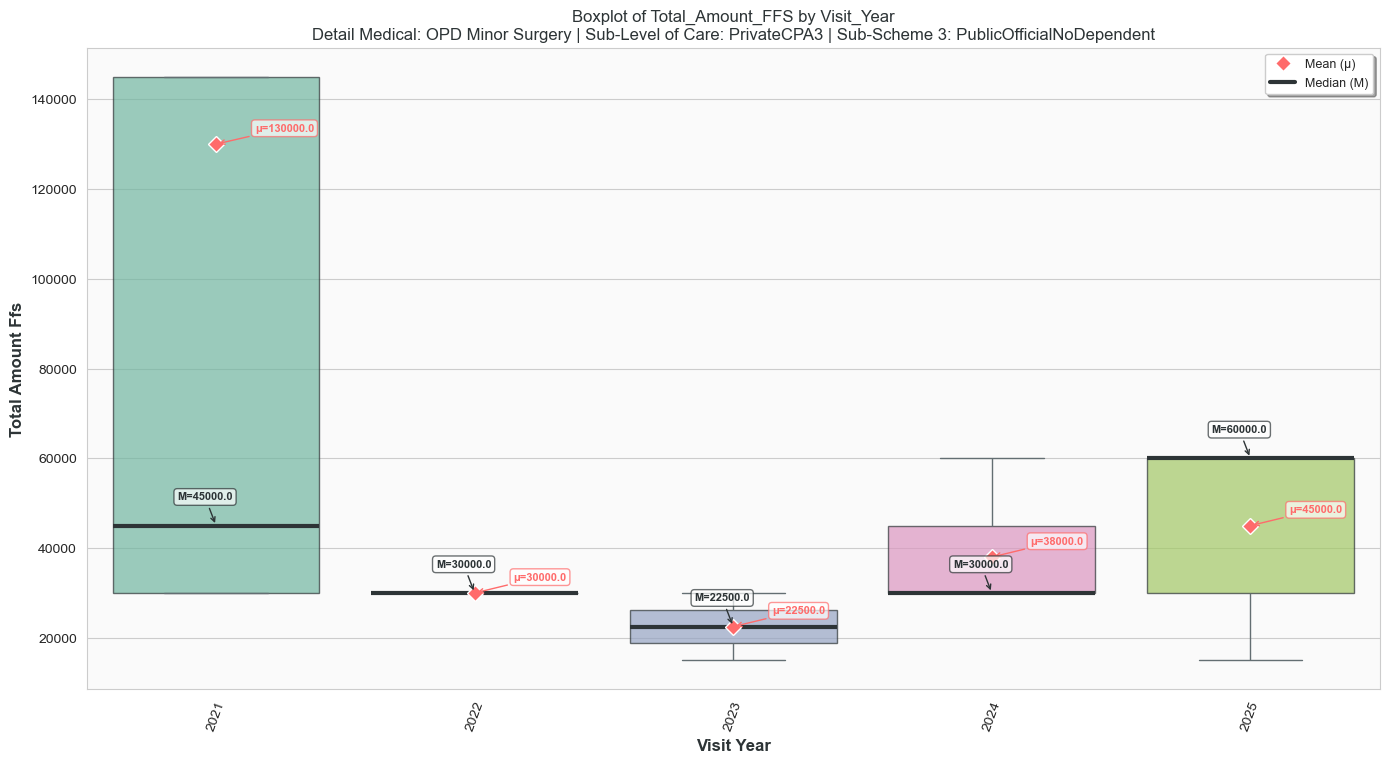 Boxplot of Total_Amount_FFS by Visit_Year
Detail Medical: OPD Minor Surgery | Sub-Level of Care: PrivateCPA3 | Sub-Scheme 3: PublicOfficialNoDependent
Mean (μ)
Median (M)
Total Amount Ffs
140000
120000
100000
80000
60000
40000
20000
μ=130000.0
M=45000.0
M=30000.0
μ=30000.0
M=22500.0
μ=22500.0
μ=38000.0
M=30000.0
M=60000.0
μ=45000.0
2021
2022
2023
2024
2025
Visit Year